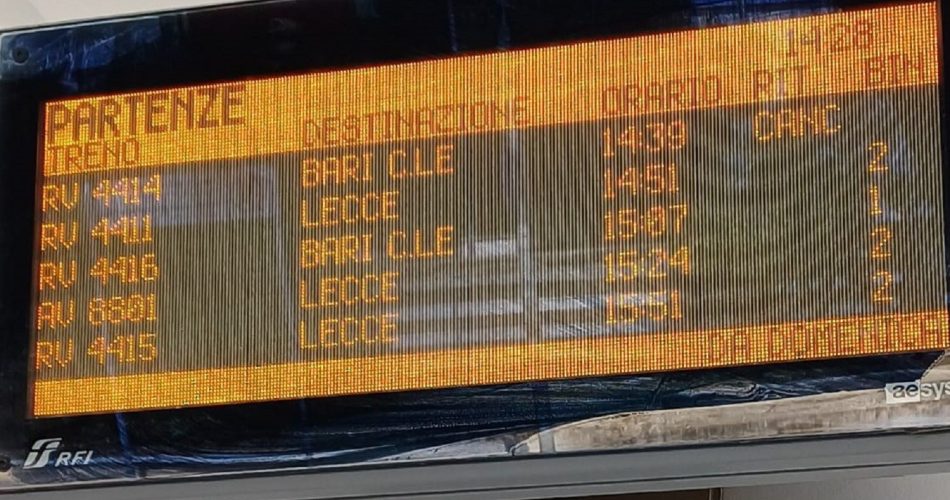 14:28
PARTENZE
TRENO DESTINAZIONE ORARIO RIT BIN
RV 4414 BARI C.LE 14:39 CANC
RV 4411 LECCE 14:51 2
RV 4416 BARI C.LE 15:07 1
AV 8801 LECCE 15:24 2
RV 4415 LECCE 15:51 2
DA DOMENICA
aesys
RFI